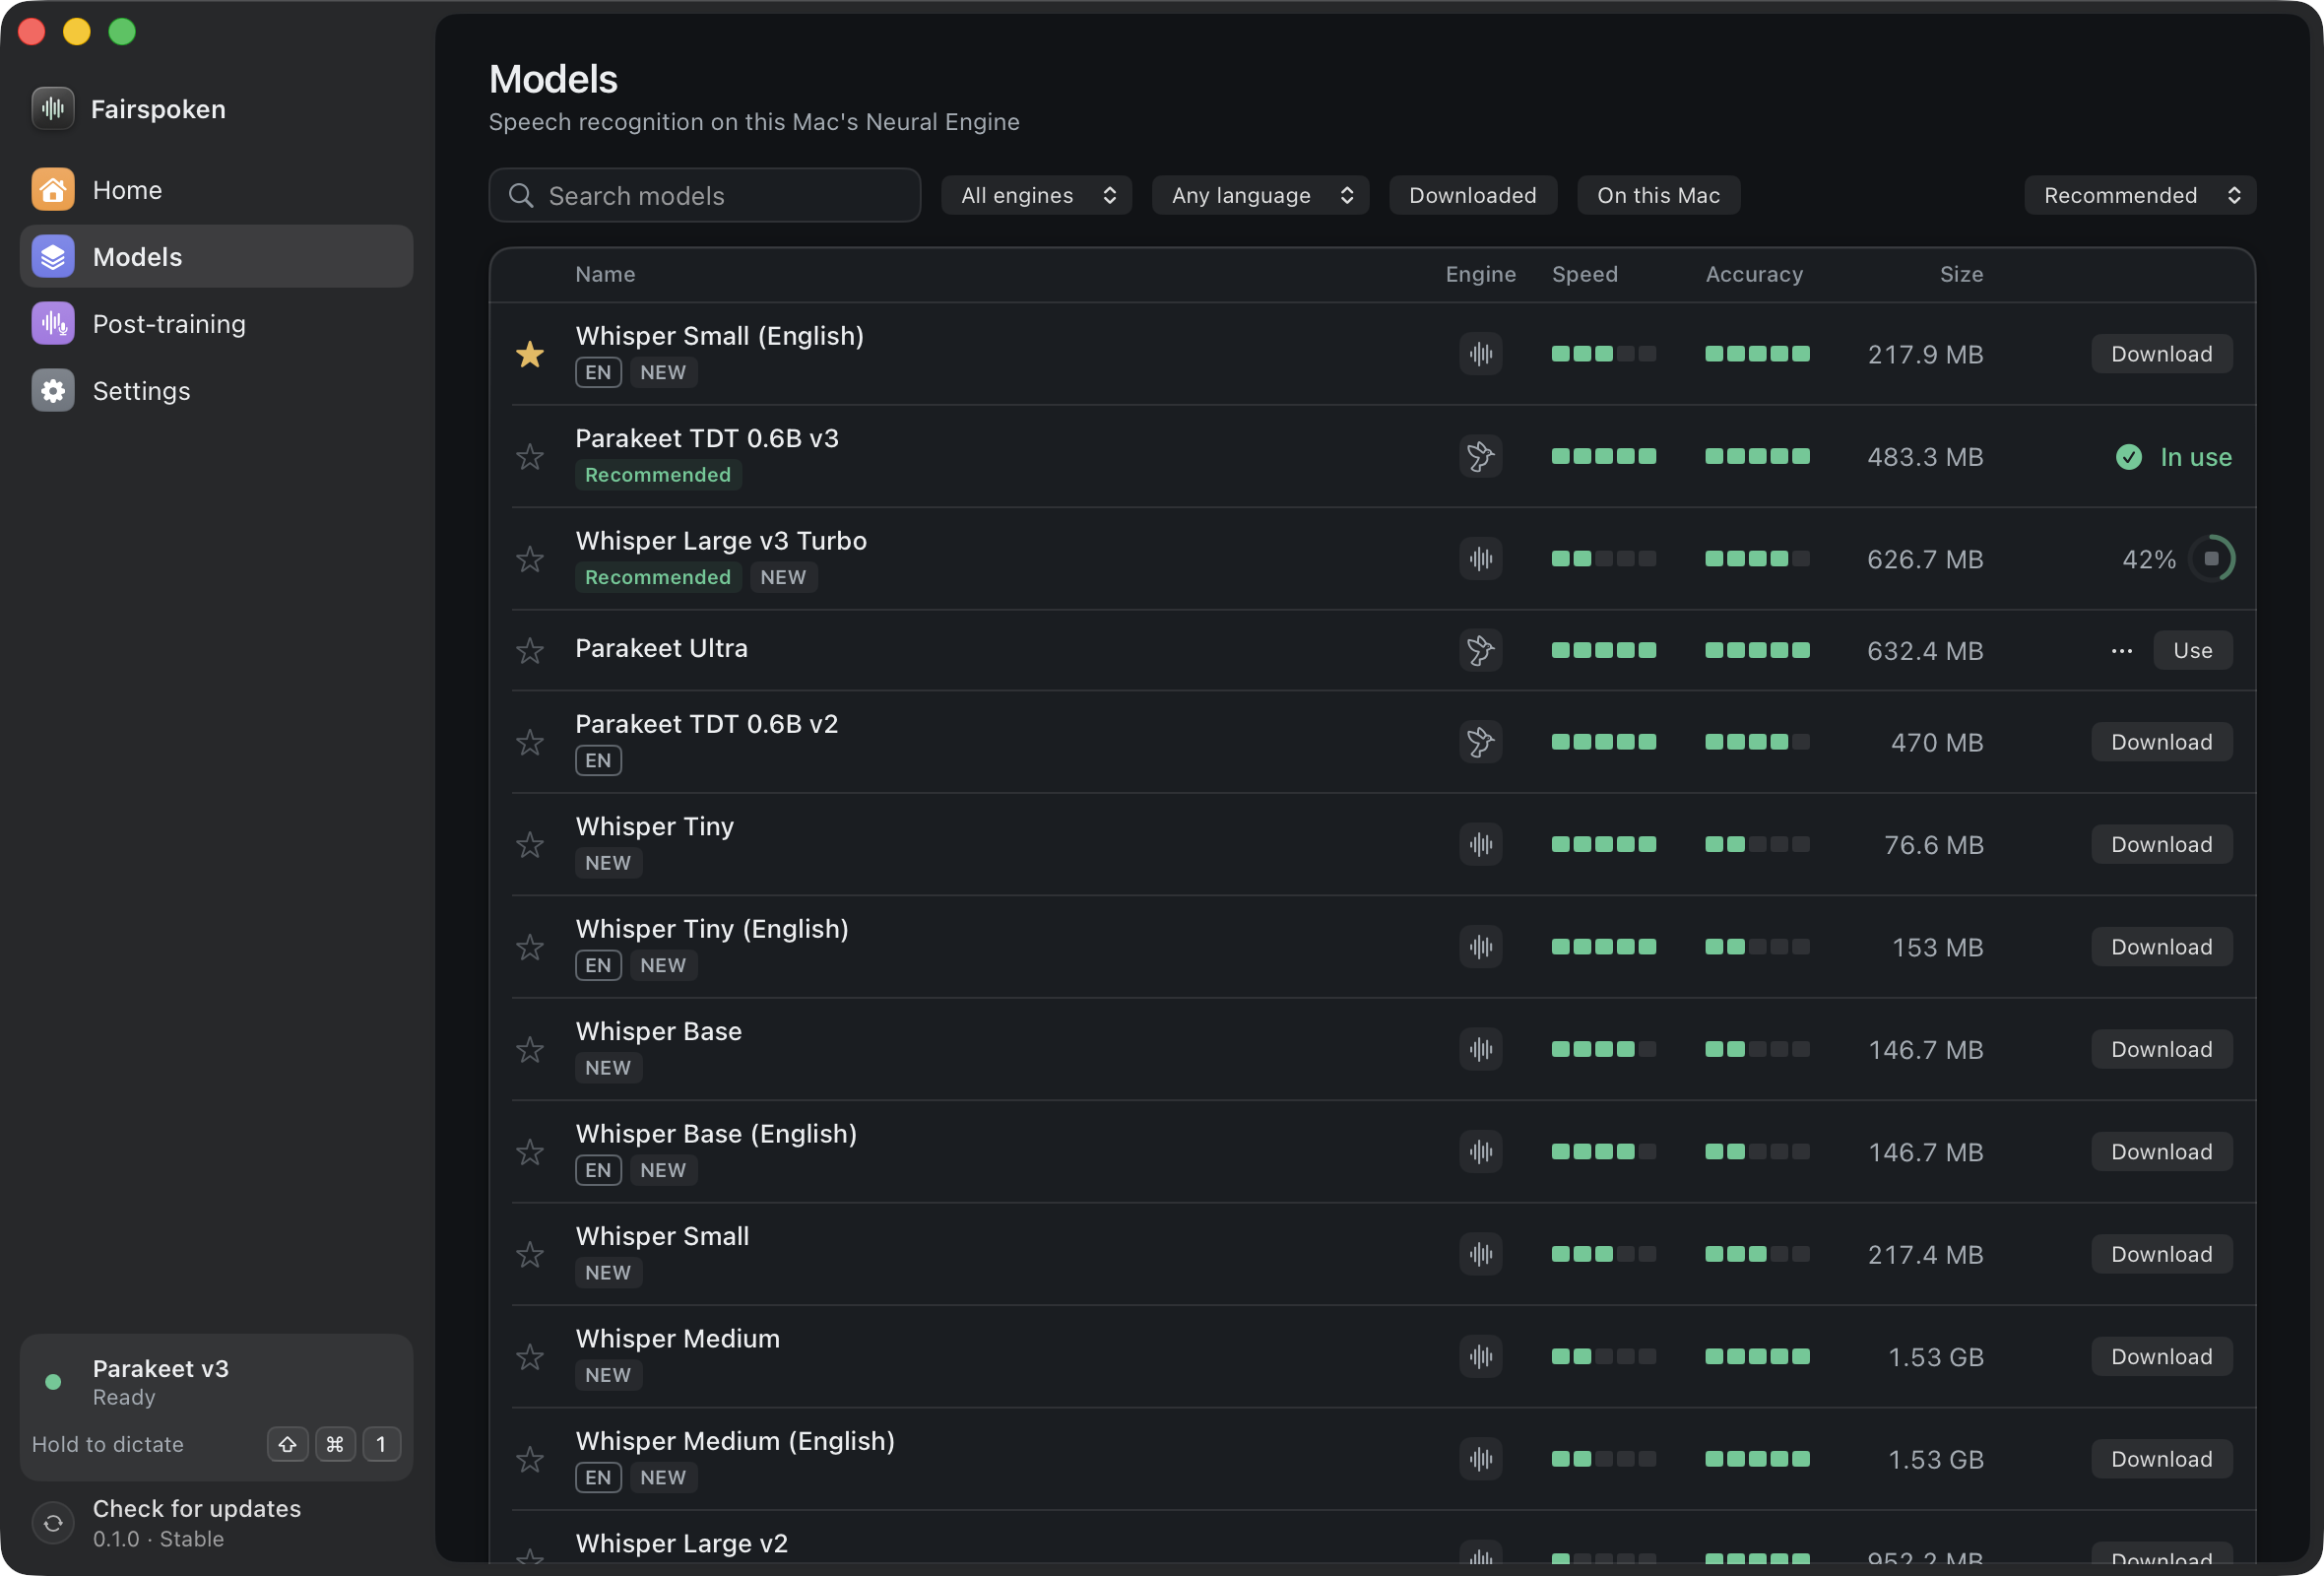 Fairspoken
Home
Models
Post-training
Settings
Parakeet v3
Ready
Hold to dictate ⇧ ⌘ 1
Check for updates
0.1.0 · Stable
Models
Speech recognition on this Mac's Neural Engine
Search models All engines Any language Downloaded On this Mac Recommended
Name Engine Speed Accuracy Size
Whisper Small (English)
EN NEW
217.9 MB Download
Parakeet TDT 0.6B v3
Recommended
483.3 MB In use
Whisper Large v3 Turbo
Recommended NEW
626.7 MB 42%
Parakeet Ultra 632.4 MB ··· Use
Parakeet TDT 0.6B v2
EN
470 MB Download
Whisper Tiny
NEW
76.6 MB Download
Whisper Tiny (English)
EN NEW
153 MB Download
Whisper Base
NEW
146.7 MB Download
Whisper Base (English)
EN NEW
146.7 MB Download
Whisper Small
NEW
217.4 MB Download
Whisper Medium
NEW
1.53 GB Download
Whisper Medium (English)
EN NEW
1.53 GB Download
Whisper Large v2
952.2 MB Download